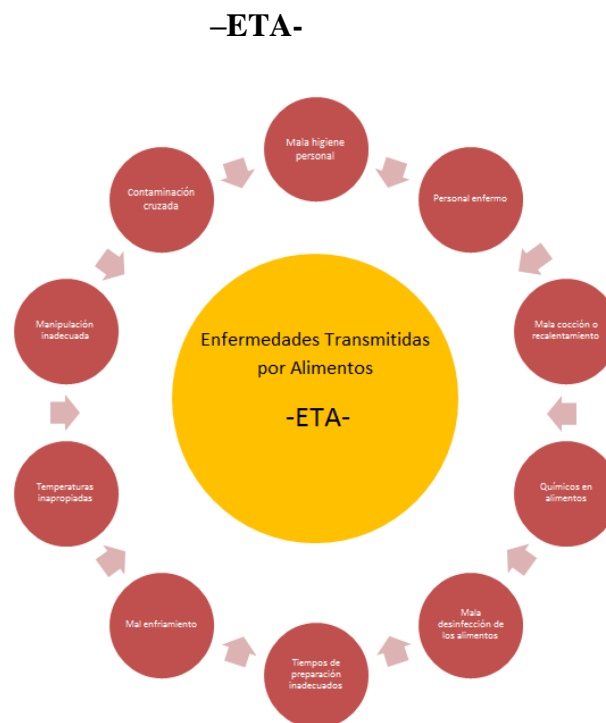 –ETA-
Mala higiene
personal
Personal enfermo
Mala cocción o
recalentamiento
Químicos en
alimentos
Mala
desinfección de
los alimentos
Tiempos de
preparación
inadecuados
Mal enfriamiento
Temperaturas
inapropiadas
Manipulación
inadecuada
Contaminación
cruzada
Enfermedades Transmitidas
por Alimentos
-ETA-